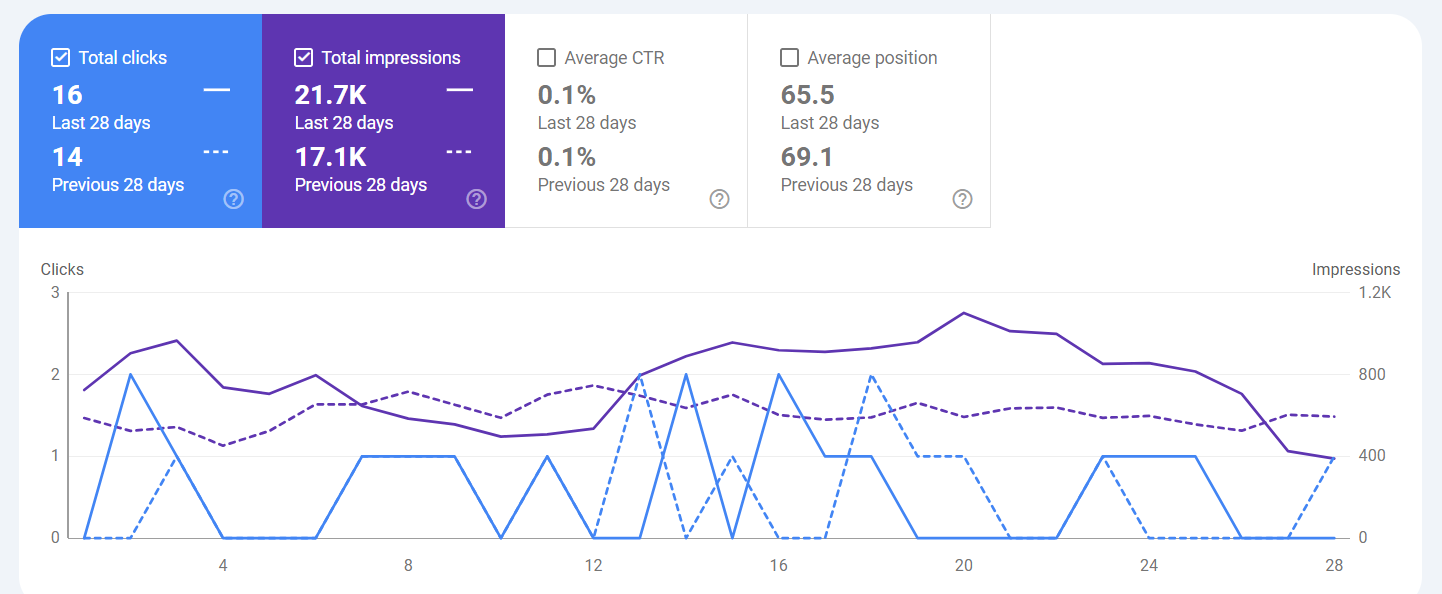 Total clicks
16
Last 28 days
14
Previous 28 days
Total impressions
21.7K
Last 28 days
17.1K
Previous 28 days
Average CTR
0.1%
Last 28 days
0.1%
Previous 28 days
Average position
65.5
Last 28 days
69.1
Previous 28 days
Clicks
Impressions
3
1.2K
2
800
1
400
0
0
4 8 12 16 20 24 28